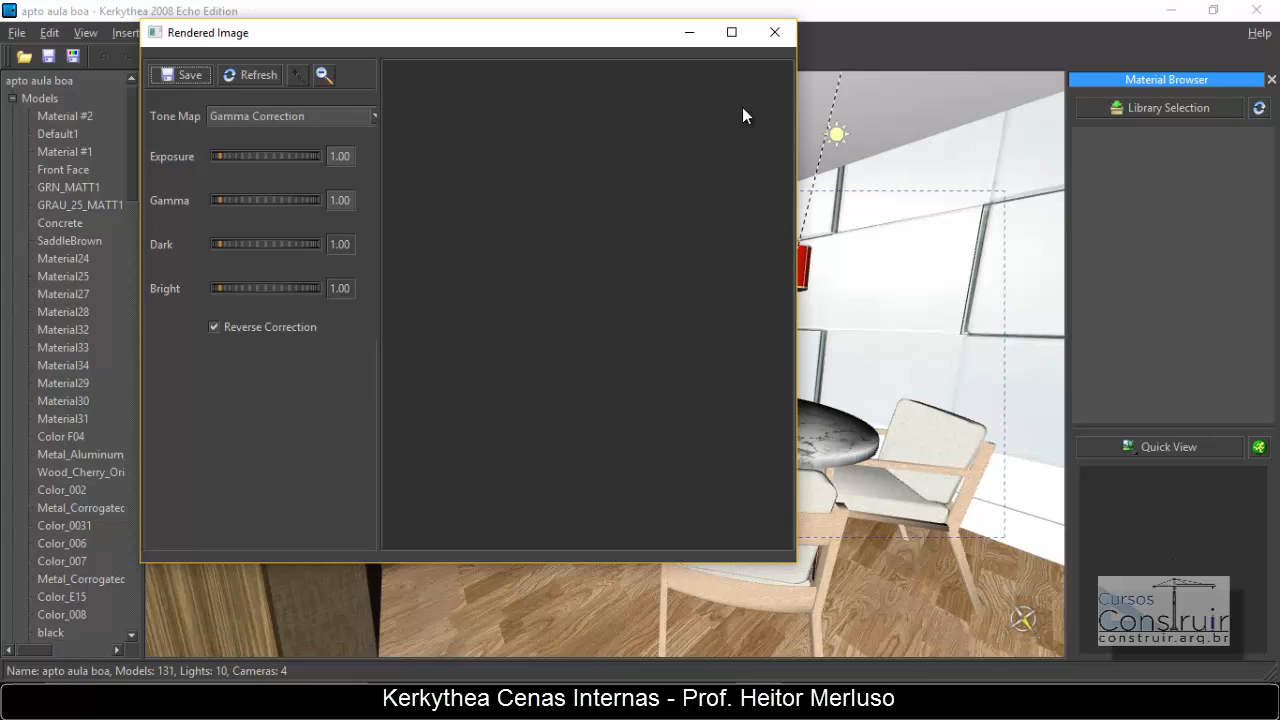 apto aula boa - Kerkythea 2008 Echo Edition
File Edit View Insert
Help
Rendered Image
Save Refresh
Tone Map Gamma Correction
Exposure 1.00
Gamma 1.00
Dark 1.00
Bright 1.00
Reverse Correction
apto aula boa
Models
Material #2
Default1
Material #1
Front Face
GRN_MATT1
GRAU_25_MATT1
Concrete
SaddleBrown
Material24
Material25
Material27
Material28
Material32
Material33
Material34
Material29
Material30
Material31
Color F04
Metal_Aluminum_
Wood_Cherry_Ori
Color_002
Metal_Corrogatec
Color_0031
Color_006
Color_007
Metal_Corrogatec
Color_E15
Color_008
black
Material Browser
Library Selection
Quick View
Cursos
Construir
construir.arq.br
Name: apto aula boa, Models: 131, Lights: 10, Cameras: 4
Kerkythea Cenas Internas - Prof. Heitor Merluso